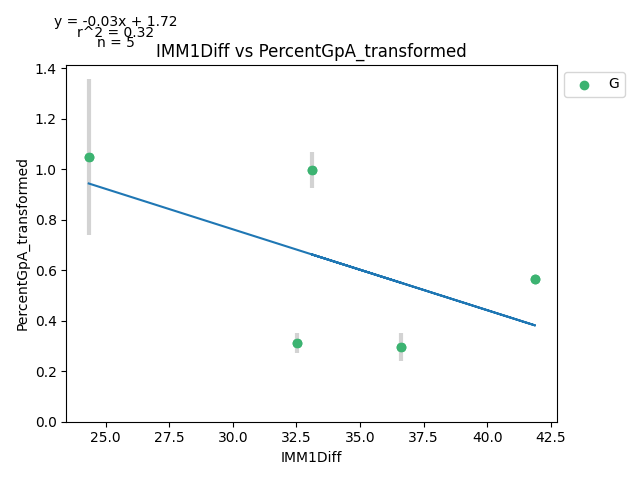 y = -0.03x + 1.72
r^2 = 0.32
n = 5
IMM1Diff vs PercentGpA_transformed
G
PercentGpA_transformed
1.4
1.2
1.0
0.8
0.6
0.4
0.2
0.0
25.0 27.5 30.0 32.5 35.0 37.5 40.0 42.5
IMM1Diff